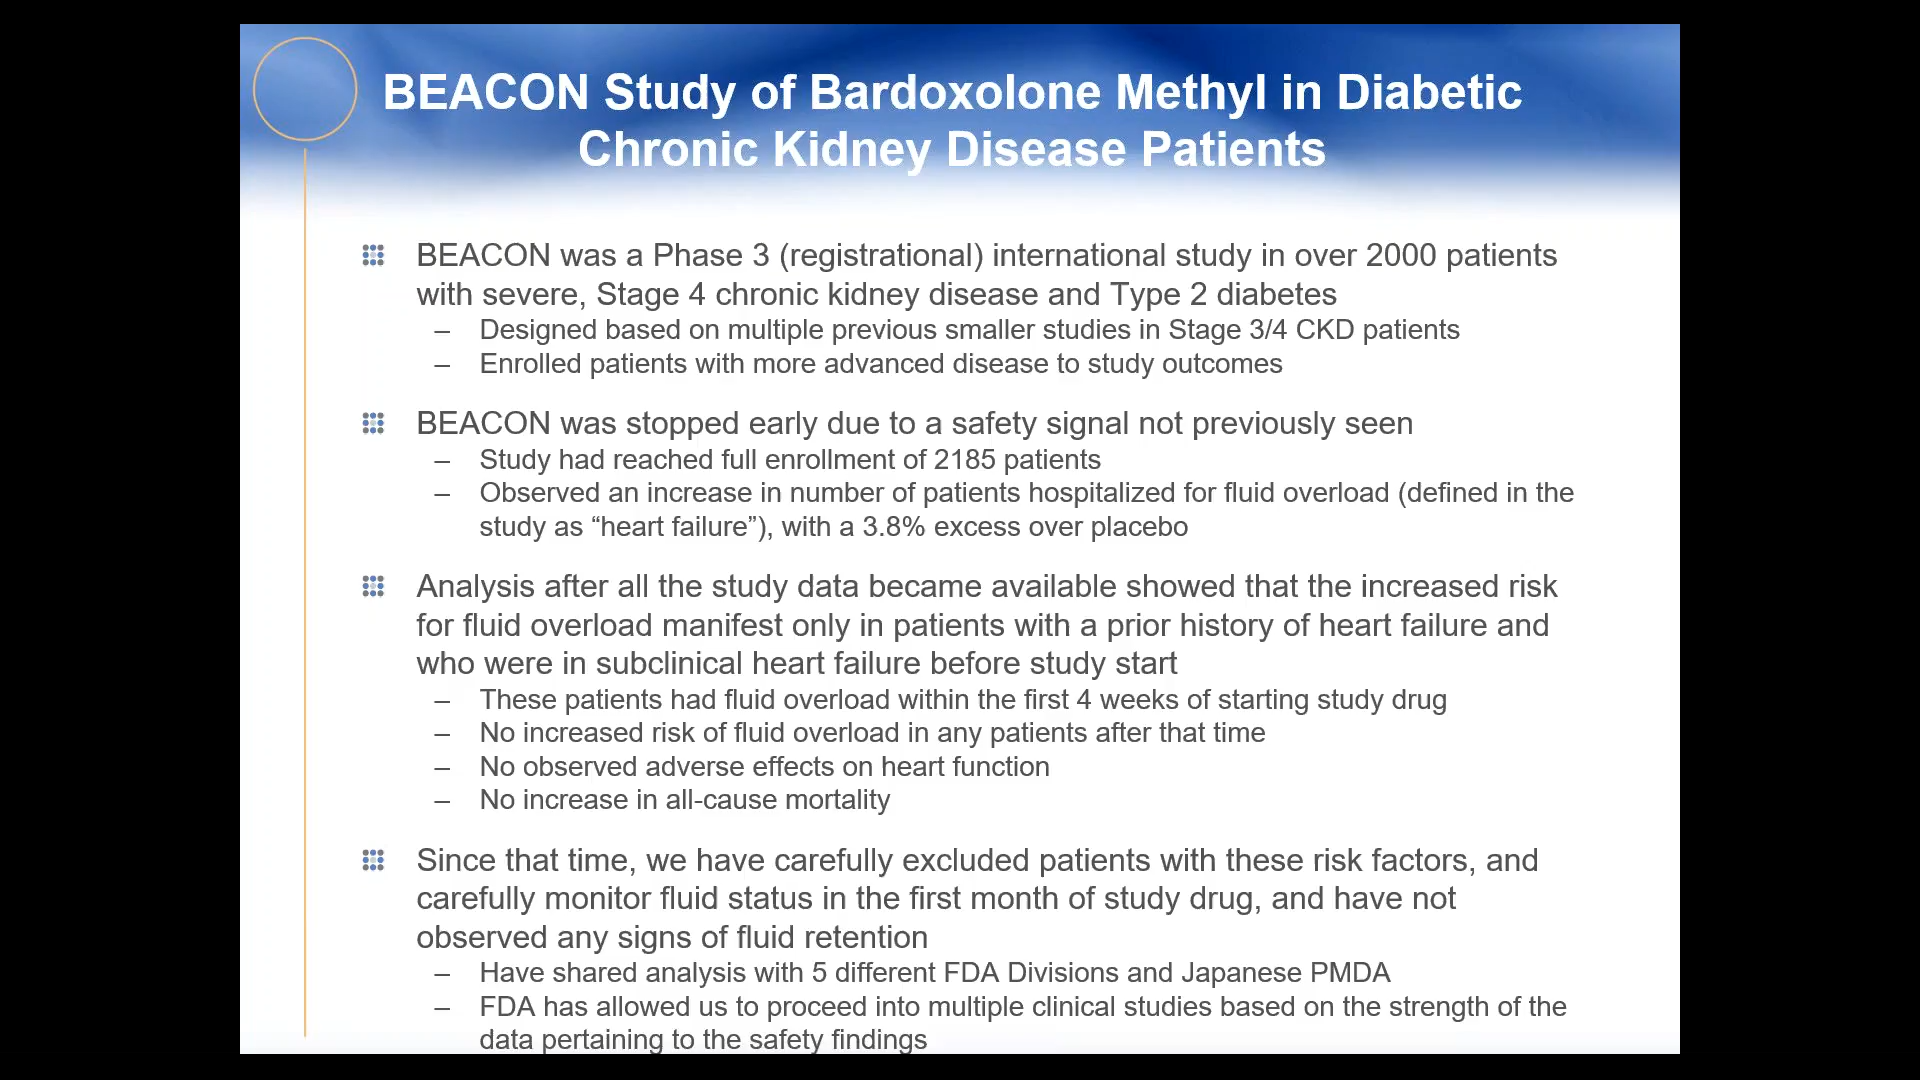 BEACON Study of Bardoxolone Methyl in Diabetic
Chronic Kidney Disease Patients
BEACON was a Phase 3 (registrational) international study in over 2000 patients
with severe, Stage 4 chronic kidney disease and Type 2 diabetes
– Designed based on multiple previous smaller studies in Stage 3/4 CKD patients
– Enrolled patients with more advanced disease to study outcomes
BEACON was stopped early due to a safety signal not previously seen
– Study had reached full enrollment of 2185 patients
– Observed an increase in number of patients hospitalized for fluid overload (defined in the
study as “heart failure”), with a 3.8% excess over placebo
Analysis after all the study data became available showed that the increased risk
for fluid overload manifest only in patients with a prior history of heart failure and
who were in subclinical heart failure before study start
– These patients had fluid overload within the first 4 weeks of starting study drug
– No increased risk of fluid overload in any patients after that time
– No observed adverse effects on heart function
– No increase in all-cause mortality
Since that time, we have carefully excluded patients with these risk factors, and
carefully monitor fluid status in the first month of study drug, and have not
observed any signs of fluid retention
– Have shared analysis with 5 different FDA Divisions and Japanese PMDA
– FDA has allowed us to proceed into multiple clinical studies based on the strength of the
data pertaining to the safety findings